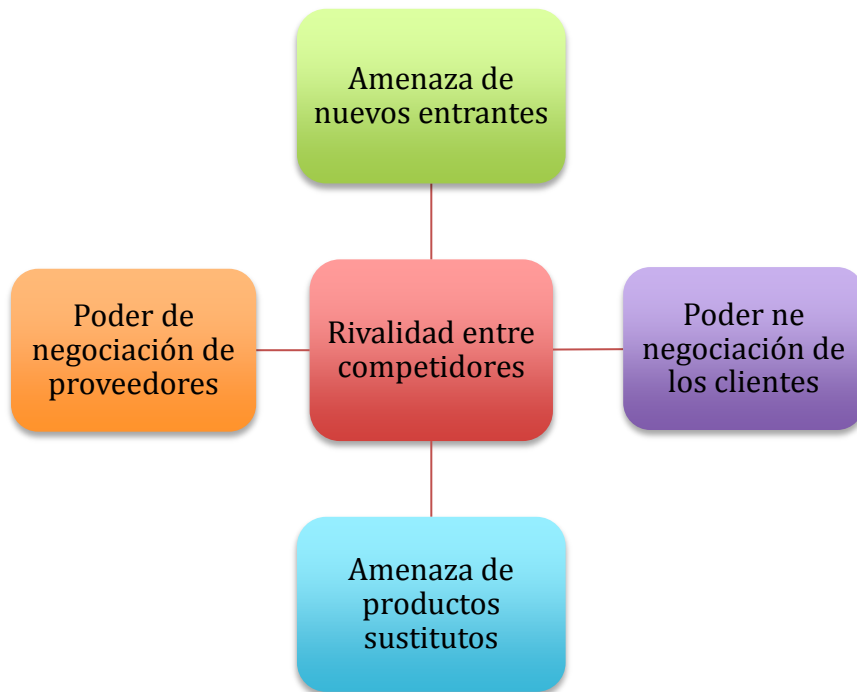 Amenaza de
nuevos entrantes
Poder de
negociación de
proveedores
Rivalidad entre
competidores
Poder ne
negociación de
los clientes
Amenaza de
productos
sustitutos